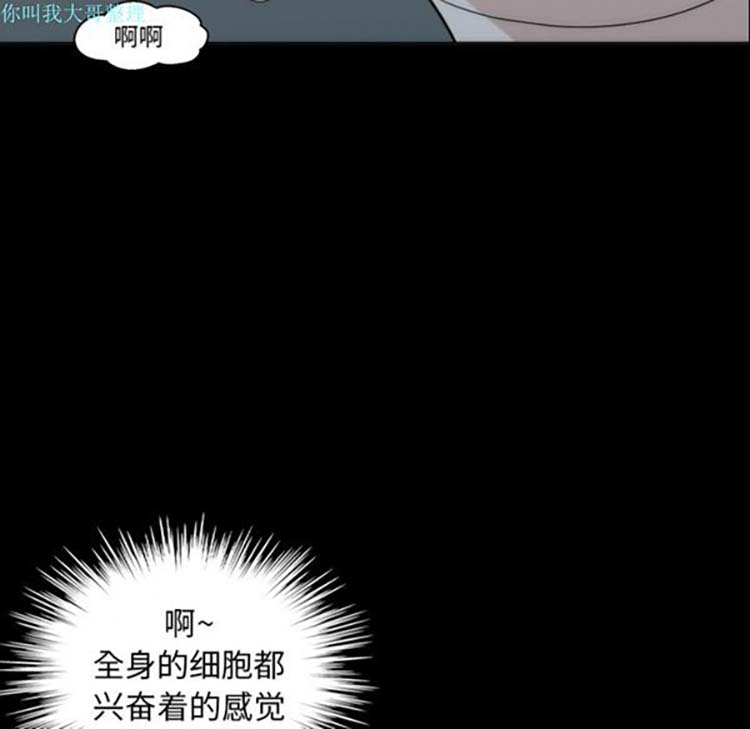 你叫我大哥整理
啊啊
啊~
全身的细胞都
兴奋着的感觉